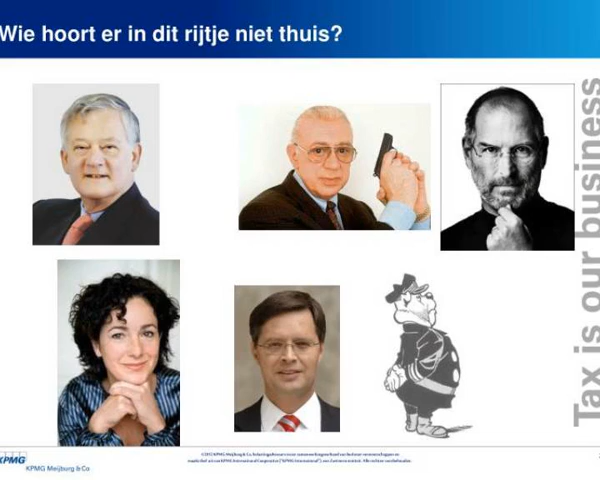 Wie hoort er in dit rijtje niet thuis?
Tax is our business
KPMG
KPMG Meijburg & Co